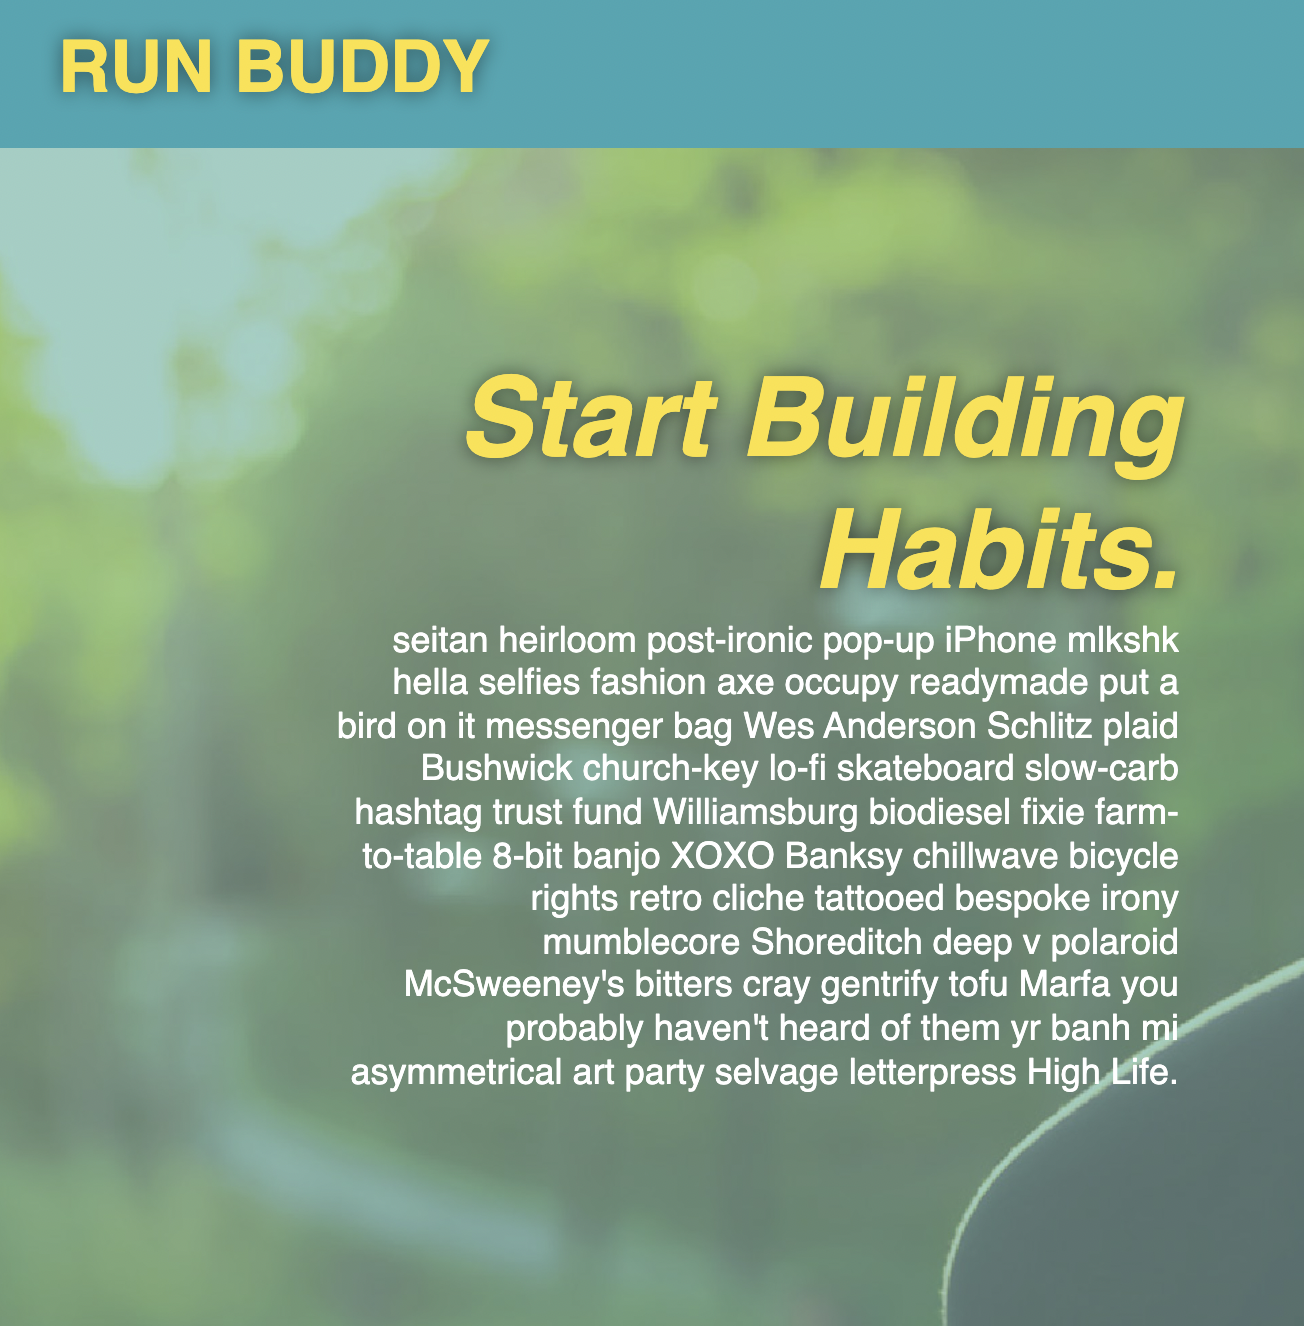 RUN BUDDY
Start Building
Habits.
seitan heirloom post-ironic pop-up iPhone mlkshk
hella selfies fashion axe occupy readymade put a
bird on it messenger bag Wes Anderson Schlitz plaid
Bushwick church-key lo-fi skateboard slow-carb
hashtag trust fund Williamsburg biodiesel fixie farm-
to-table 8-bit banjo XOXO Banksy chillwave bicycle
rights retro cliche tattooed bespoke irony
mumblecore Shoreditch deep v polaroid
McSweeney's bitters cray gentrify tofu Marfa you
probably haven't heard of them yr banh mi
asymmetrical art party selvage letterpress High Life.